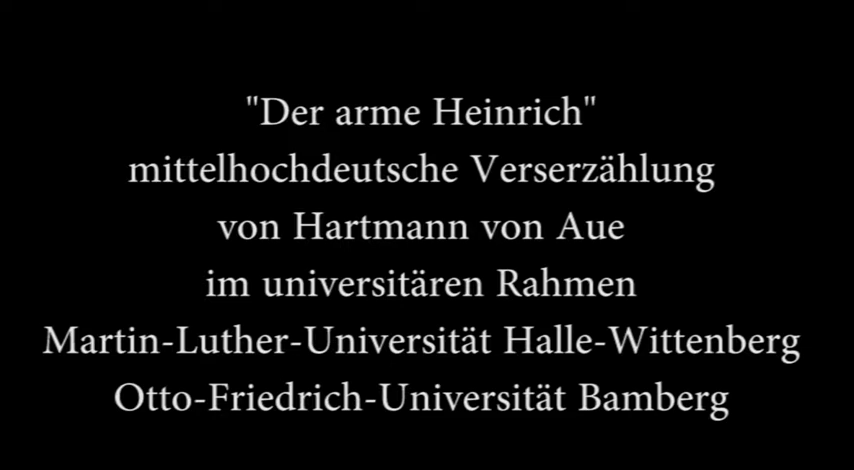 "Der arme Heinrich"
mittelhochdeutsche Verserzählung
von Hartmann von Aue
im universitären Rahmen
Martin-Luther-Universität Halle-Wittenberg
Otto-Friedrich-Universität Bamberg